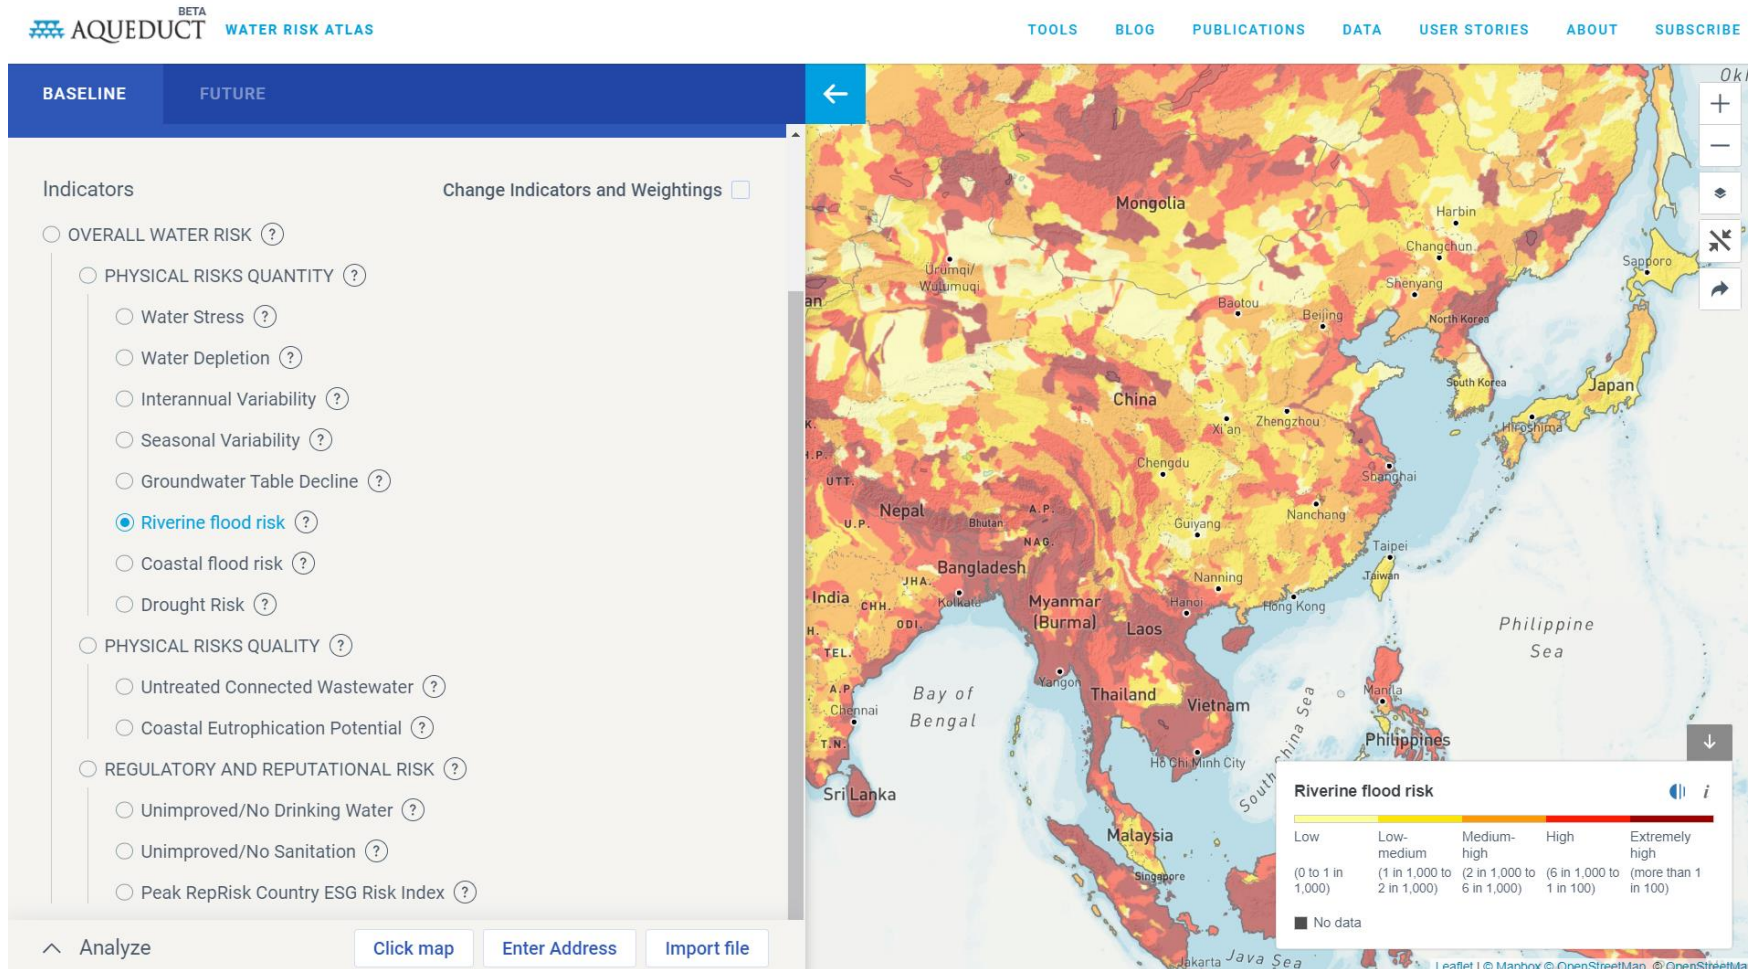 BETA
AQUEDUCT WATER RISK ATLAS
TOOLS BLOG PUBLICATIONS DATA USER STORIES ABOUT SUBSCRIBE
BASELINE FUTURE
Indicators
Change Indicators and Weightings
OVERALL WATER RISK ?
PHYSICAL RISKS QUANTITY ?
Water Stress ?
Water Depletion ?
Interannual Variability ?
Seasonal Variability ?
Groundwater Table Decline ?
Riverine flood risk ?
Coastal flood risk ?
Drought Risk ?
PHYSICAL RISKS QUALITY ?
Untreated Connected Wastewater ?
Coastal Eutrophication Potential ?
REGULATORY AND REPUTATIONAL RISK ?
Unimproved/No Drinking Water ?
Unimproved/No Sanitation ?
Peak RepRisk Country ESG Risk Index ?
Analyze
Click map
Enter Address
Import file
Mongolia
Harbin
Changchun
Sapporo
Ürümqi/
Wulumuqi
Shenyang
Baotou
Beijing
North Korea
South Korea
Japan
China
Xi'an
Zhengzhou
Hiroshima
Chengdu
Shanghai
UTT.
Nepal
A.P.
U.P.
Bhutan
Guiyang
Nanchang
NAG.
Taipei
Bangladesh
JHA.
Nanning
Taiwan
India
CHH.
Kolkata
Myanmar
(Burma)
Hanoi
Hong Kong
ODI.
Laos
Philippine
Sea
TEL.
Yangon
A.P.
Thailand
Vietnam
Manila
Chennai
Bay of
Bengal
South China Sea
Philippines
T.N.
Ho Chi Minh City
Sri Lanka
Malaysia
Singapore
Jakarta
Java Sea
Riverine flood risk
Low
(0 to 1 in
1,000)
Low-
medium
(1 in 1,000 to
2 in 1,000)
Medium-
high
(2 in 1,000 to
6 in 1,000)
High
(6 in 1,000 to
1 in 100)
Extremely
high
(more than 1
in 100)
No data
Leaflet | © Mapbox © OpenStreetMap